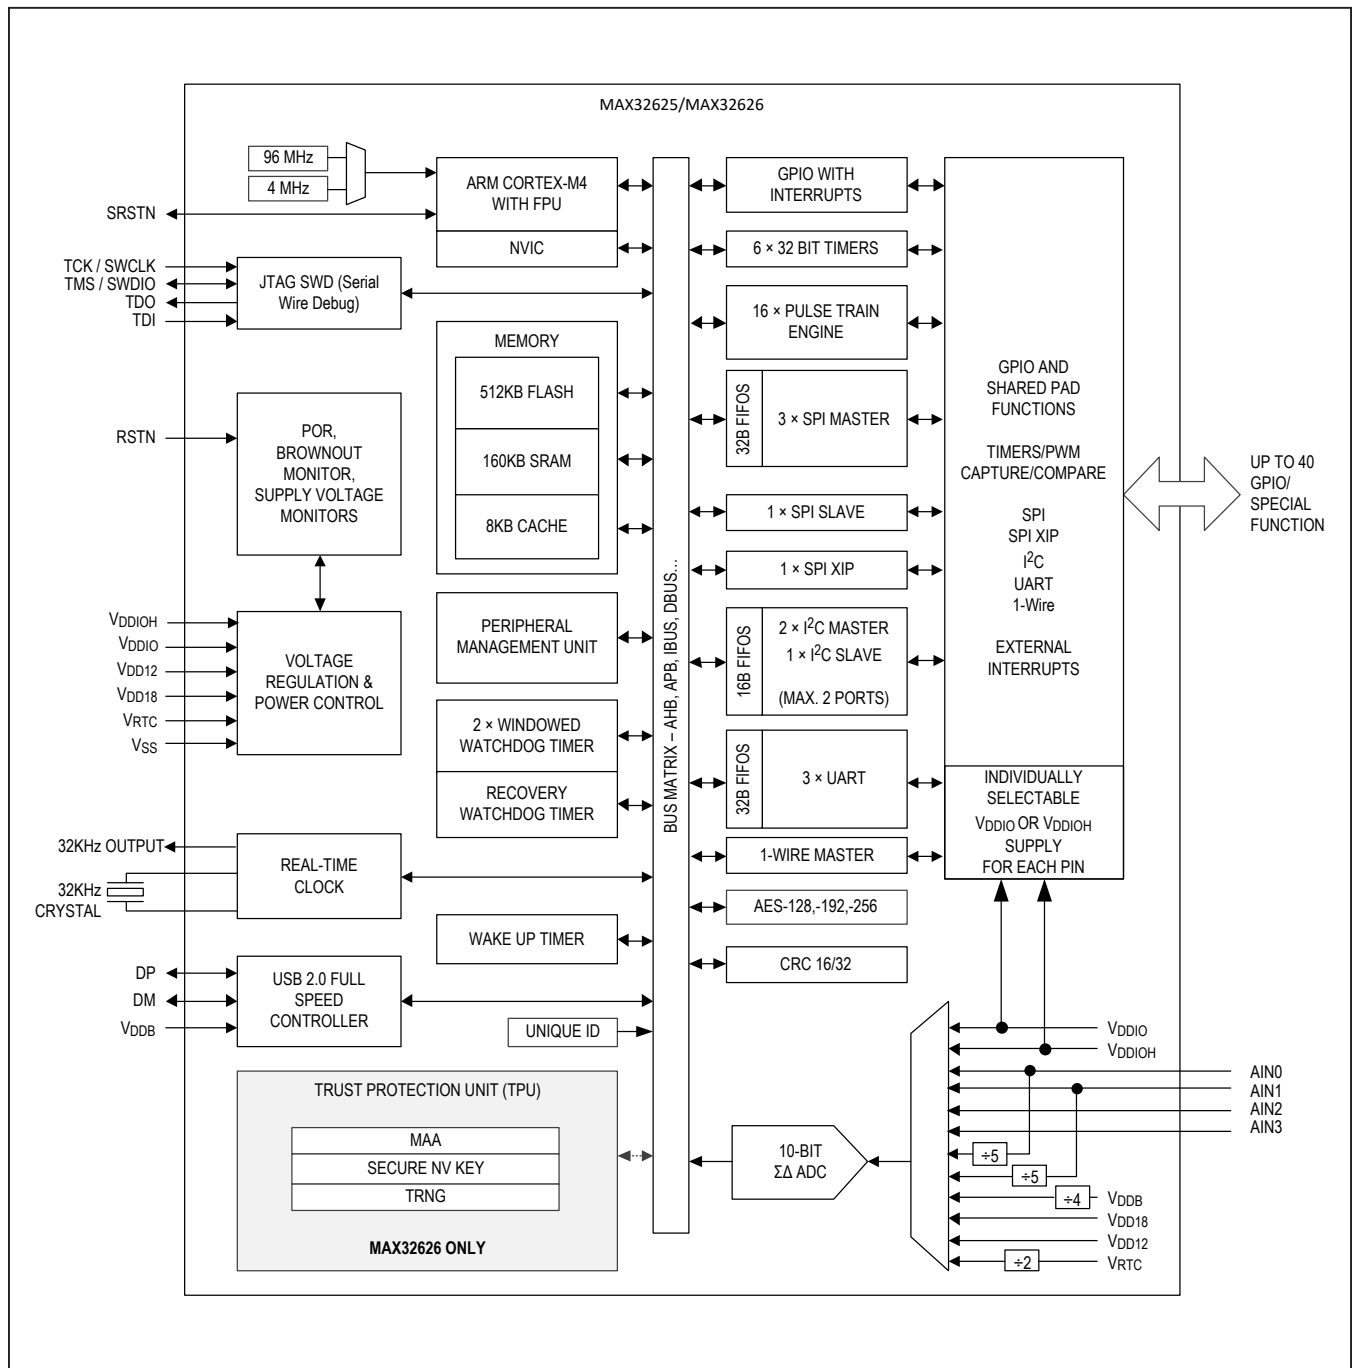 MAX32625/MAX32626
96 MHz
4 MHz
SRSTN
ARM CORTEX-M4
WITH FPU
NVIC
TCK / SWCLK
TMS / SWDIO
TDO
TDI
JTAG SWD (Serial
Wire Debug)
MEMORY
512KB FLASH
160KB SRAM
8KB CACHE
RSTN
POR,
BROWNOUT
MONITOR,
SUPPLY VOLTAGE
MONITORS
VDDIOH
VDDIO
VDD12
VDD18
VRTC
VSS
VOLTAGE
REGULATION &
POWER CONTROL
PERIPHERAL
MANAGEMENT UNIT
2 × WINDOWED
WATCHDOG TIMER
RECOVERY
WATCHDOG TIMER
32KHz OUTPUT
32KHz
CRYSTAL
REAL-TIME
CLOCK
WAKE UP TIMER
DP
DM
VDDB
USB 2.0 FULL
SPEED
CONTROLLER
UNIQUE ID
TRUST PROTECTION UNIT (TPU)
MAA
SECURE NV KEY
TRNG
MAX32626 ONLY
BUS MATRIX – AHB, APB, IBUS, DBUS...
GPIO WITH
INTERRUPTS
6 × 32 BIT TIMERS
16 × PULSE TRAIN
ENGINE
32B FIFOS
3 × SPI MASTER
1 × SPI SLAVE
1 × SPI XIP
16B FIFOS
2 × I²C MASTER
1 × I²C SLAVE
(MAX. 2 PORTS)
32B FIFOS
3 × UART
1-WIRE MASTER
AES-128,-192,-256
CRC 16/32
10-BIT
ΣΔ ADC
GPIO AND
SHARED PAD
FUNCTIONS
TIMERS/PWM
CAPTURE/COMPARE
SPI
SPI XIP
I²C
UART
1-Wire
EXTERNAL
INTERRUPTS
INDIVIDUALLY
SELECTABLE
VDDIO OR VDDIOH
SUPPLY
FOR EACH PIN
UP TO 40
GPIO/
SPECIAL
FUNCTION
VDDIO
VDDIOH
AIN0
AIN1
AIN2
AIN3
÷5
÷5
÷4
VDDB
VDD18
VDD12
÷2
VRTC